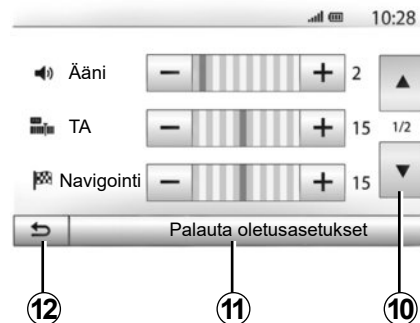 10:28
Ääni − + 2
TA − + 15 1/2
Navigointi − + 15
Palauta oletusasetukset
12 11 10